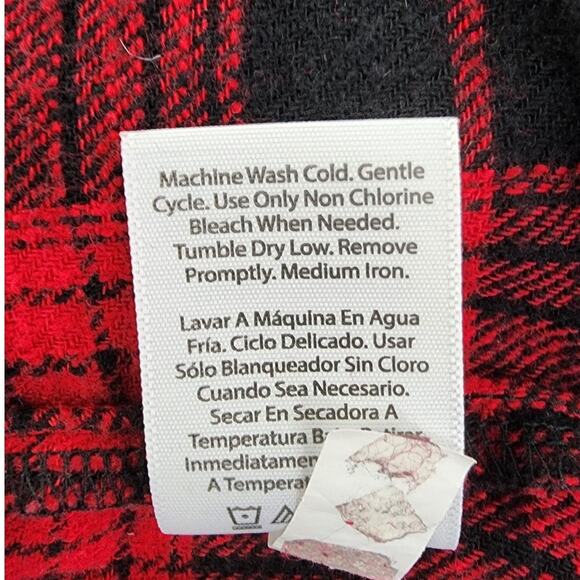 Machine Wash Cold. Gentle
Cycle. Use Only Non Chlorine
Bleach When Needed.
Tumble Dry Low. Remove
Promptly. Medium Iron.
Lavar A Máquina En Agua
Fría. Ciclo Delicado. Usar
Sólo Blanqueador Sin Cloro
Cuando Sea Necesario.
Secar En Secadora A
Temperatura
A